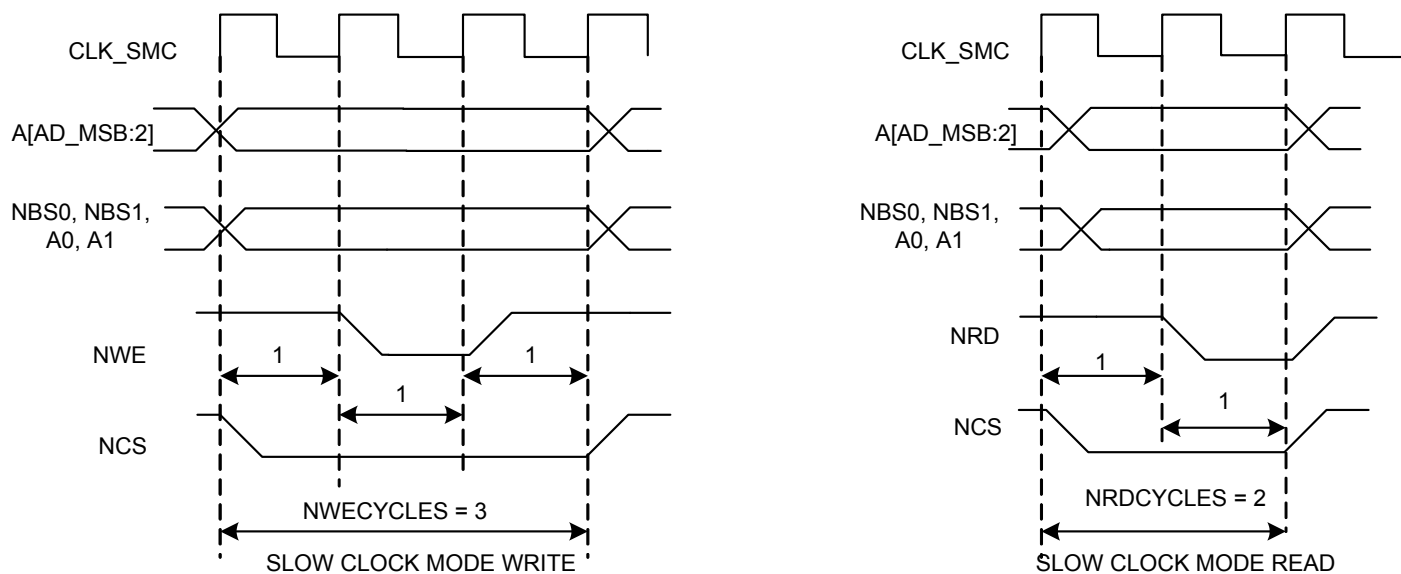 CLK_SMC
A[AD_MSB:2]
NBS0, NBS1,
A0, A1
NWE
1
1
1
NCS
NWECYCLES = 3
SLOW CLOCK MODE WRITE
CLK_SMC
A[AD_MSB:2]
NBS0, NBS1,
A0, A1
NRD
1
1
NCS
NRDCYCLES = 2
SLOW CLOCK MODE READ